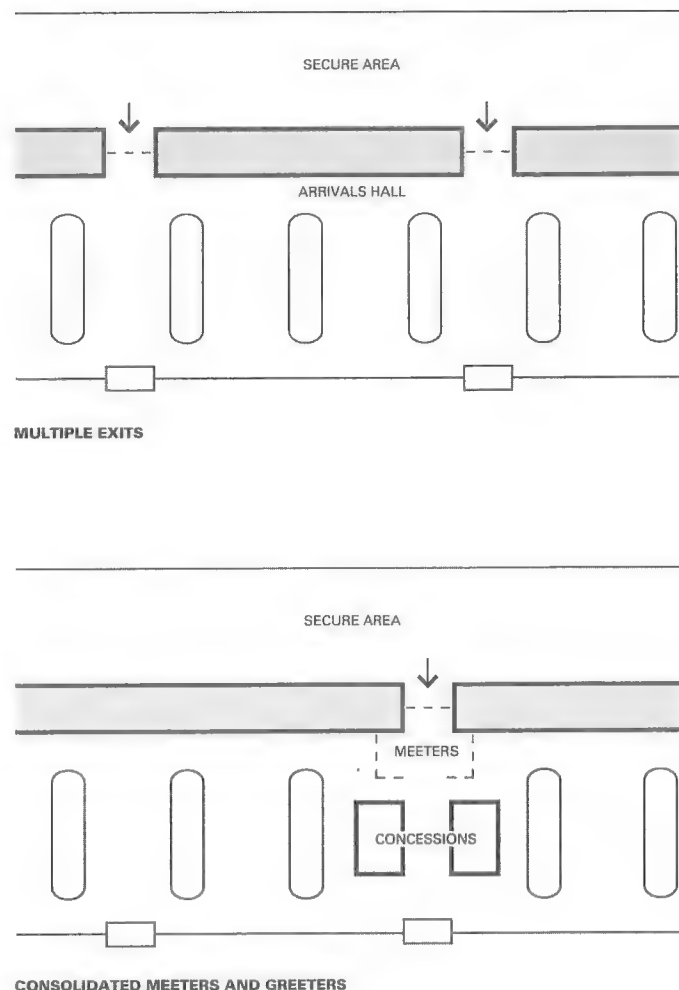 SECURE AREA
ARRIVALS HALL
MULTIPLE EXITS
SECURE AREA
MEETERS
CONCESSIONS
CONSOLIDATED MEETERS AND GREETERS